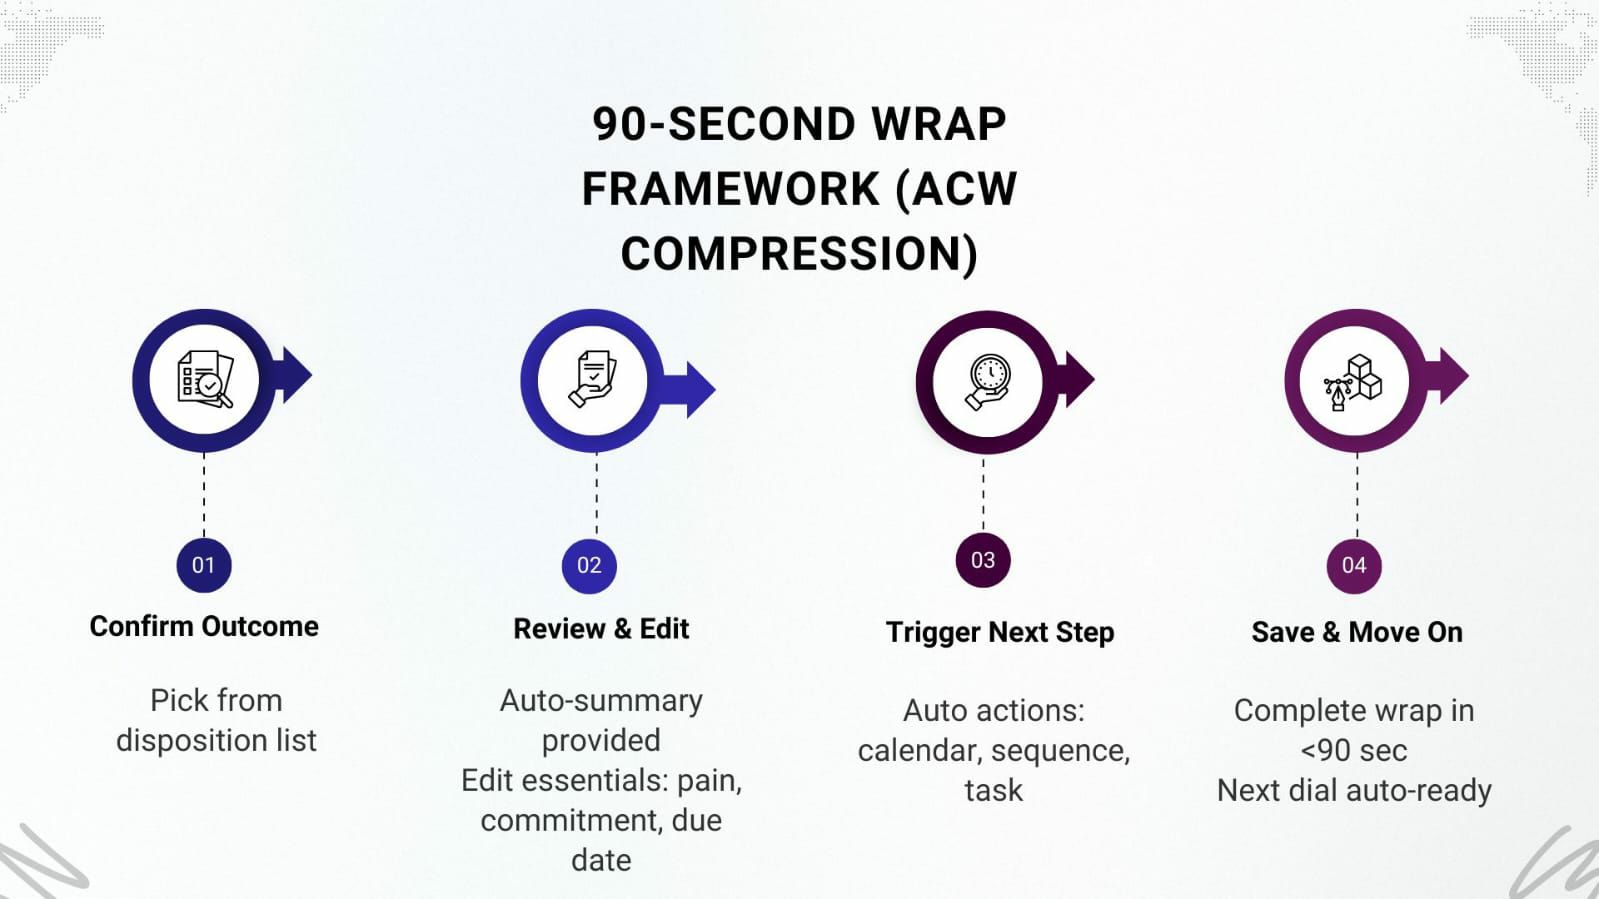 90-SECOND WRAP
FRAMEWORK (ACW
COMPRESSION)
01
Confirm Outcome
Pick from
disposition list
02
Review & Edit
Auto-summary
provided
Edit essentials: pain,
commitment, due
date
03
Trigger Next Step
Auto actions:
calendar, sequence,
task
04
Save & Move On
Complete wrap in
<90 sec
Next dial auto-ready